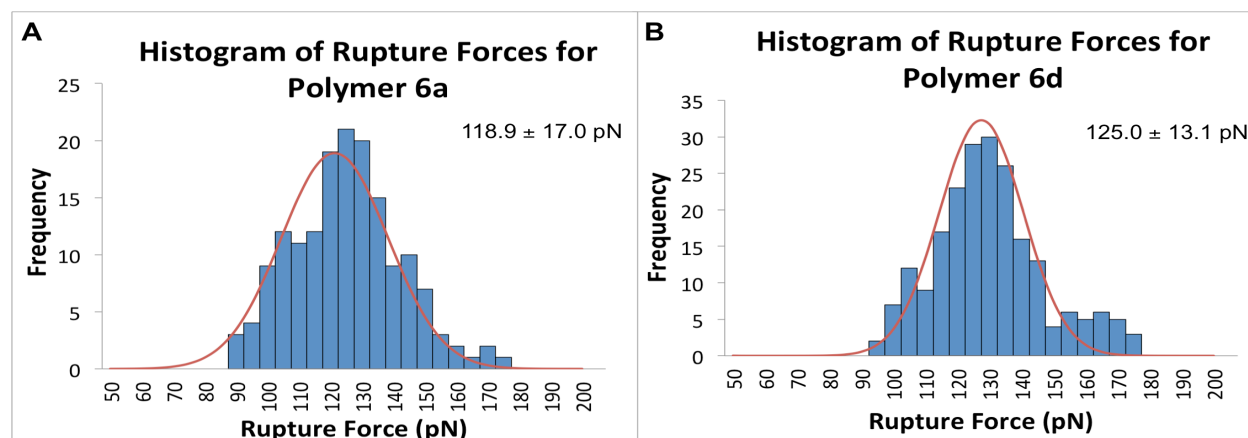 A
Histogram of Rupture Forces for
Polymer 6a
118.9 ± 17.0 pN
Frequency
25
20
15
10
5
0
50 60 70 80 90 100 110 120 130 140 150 160 170 180 190 200
Rupture Force (pN)
B
Histogram of Rupture Forces for
Polymer 6d
125.0 ± 13.1 pN
Frequency
35
30
25
20
15
10
5
0
50 60 70 80 90 100 110 120 130 140 150 160 170 180 190 200
Rupture Force (pN)